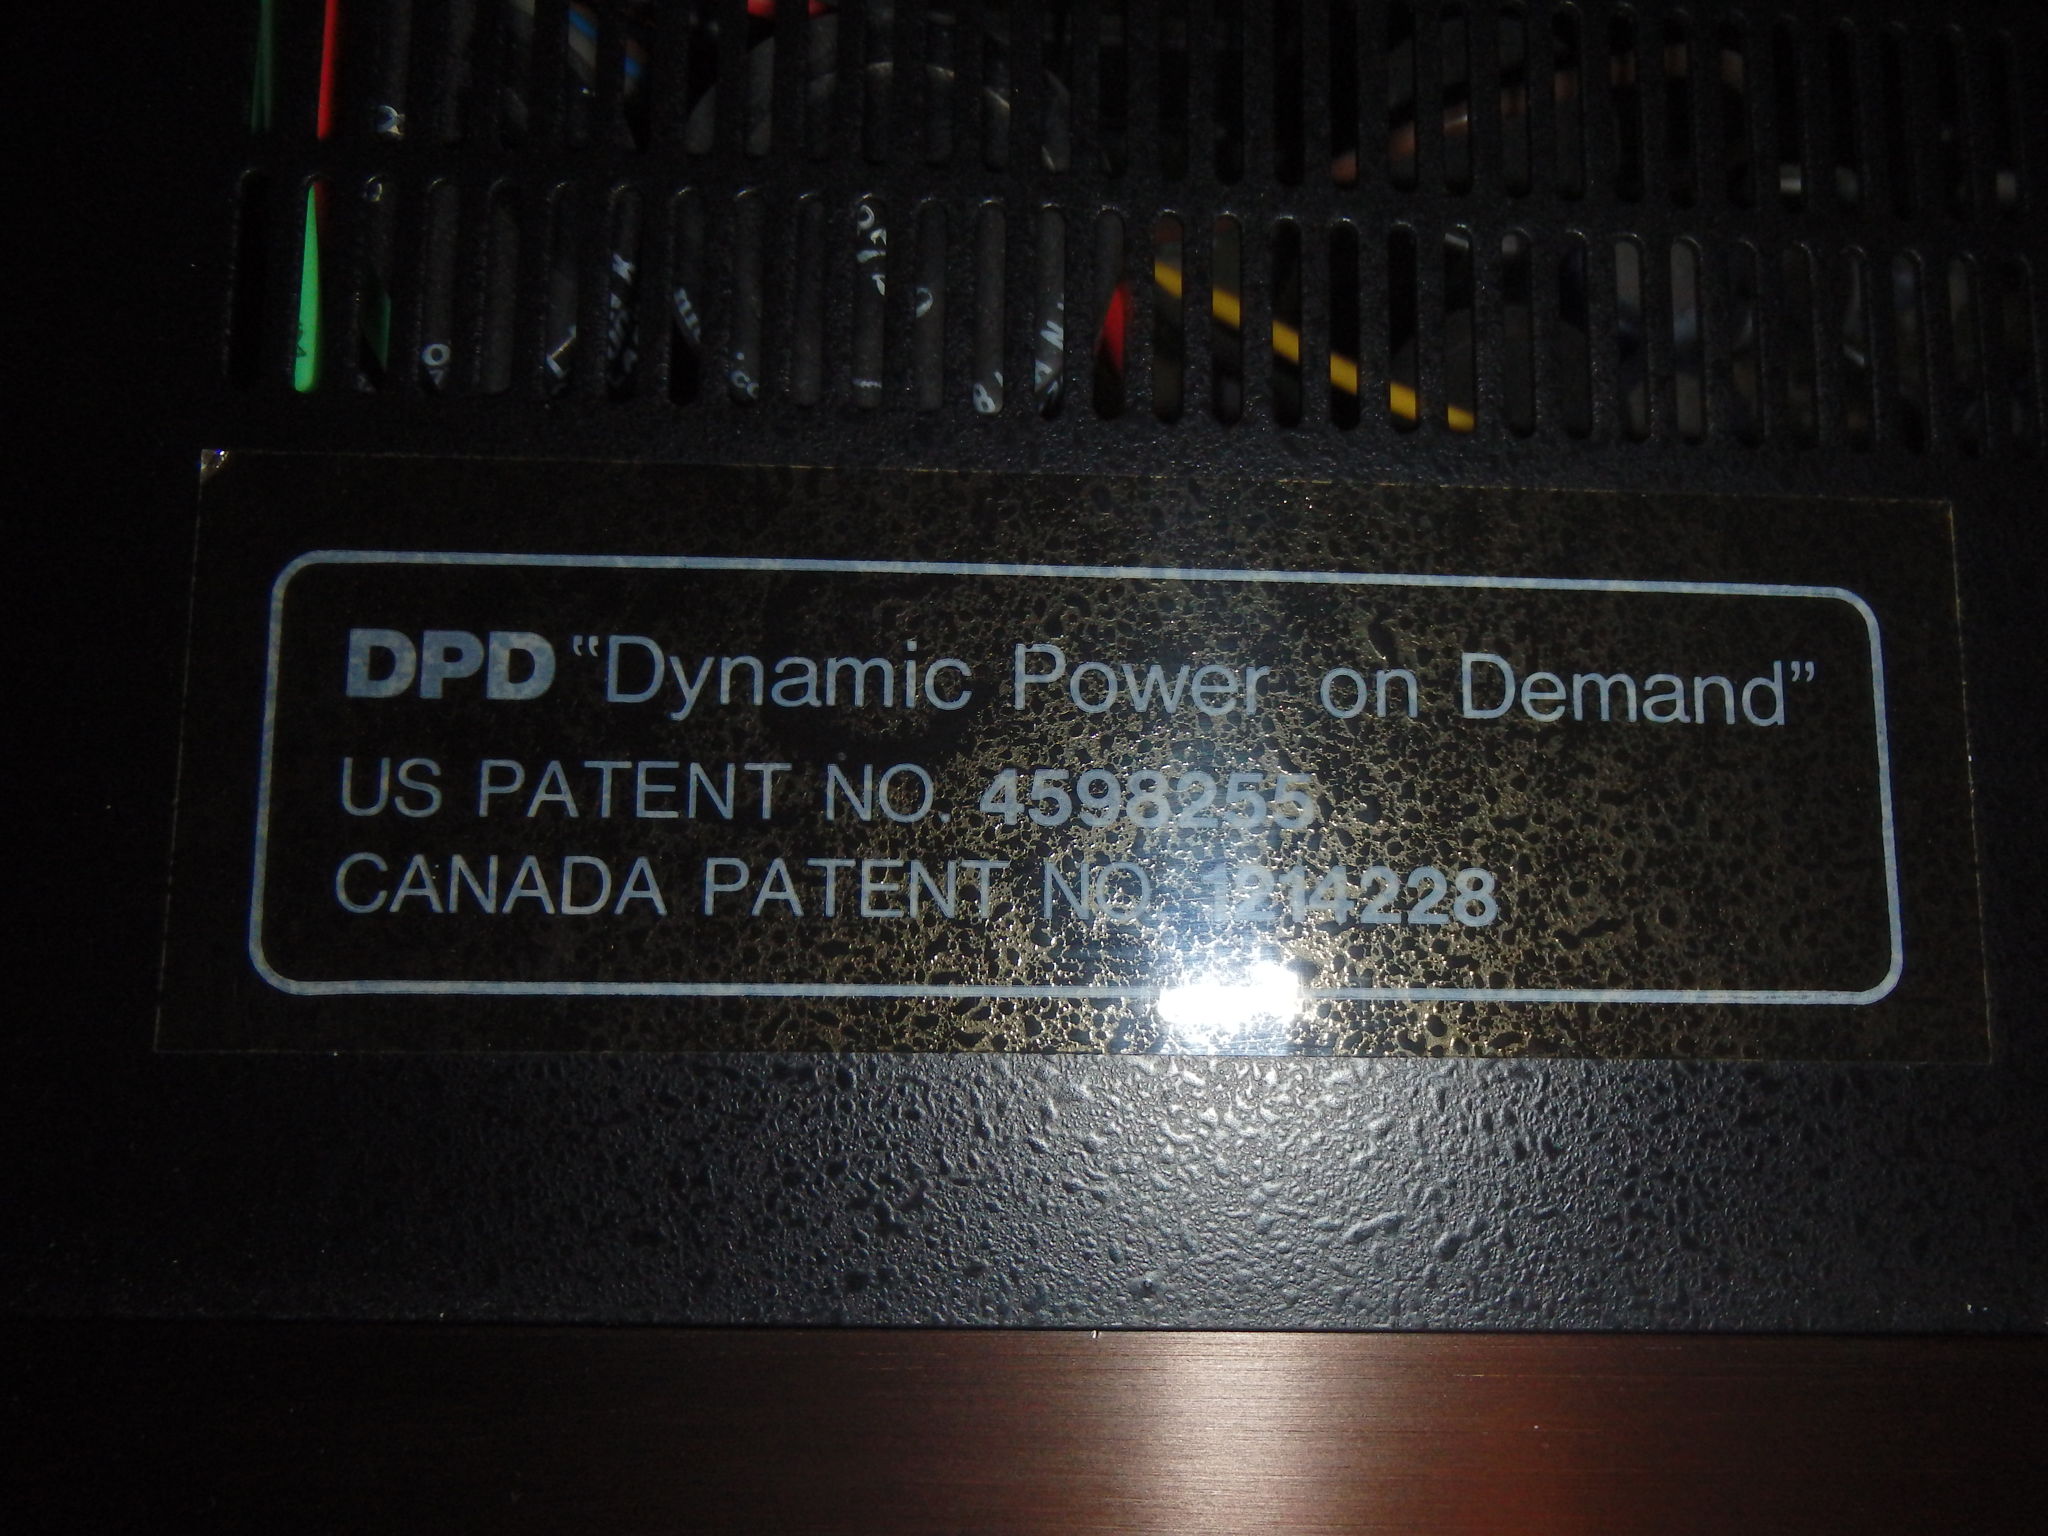 DPD “Dynamic Power on Demand”
US PATENT NO. 4598255
CANADA PATENT NO. 1214228